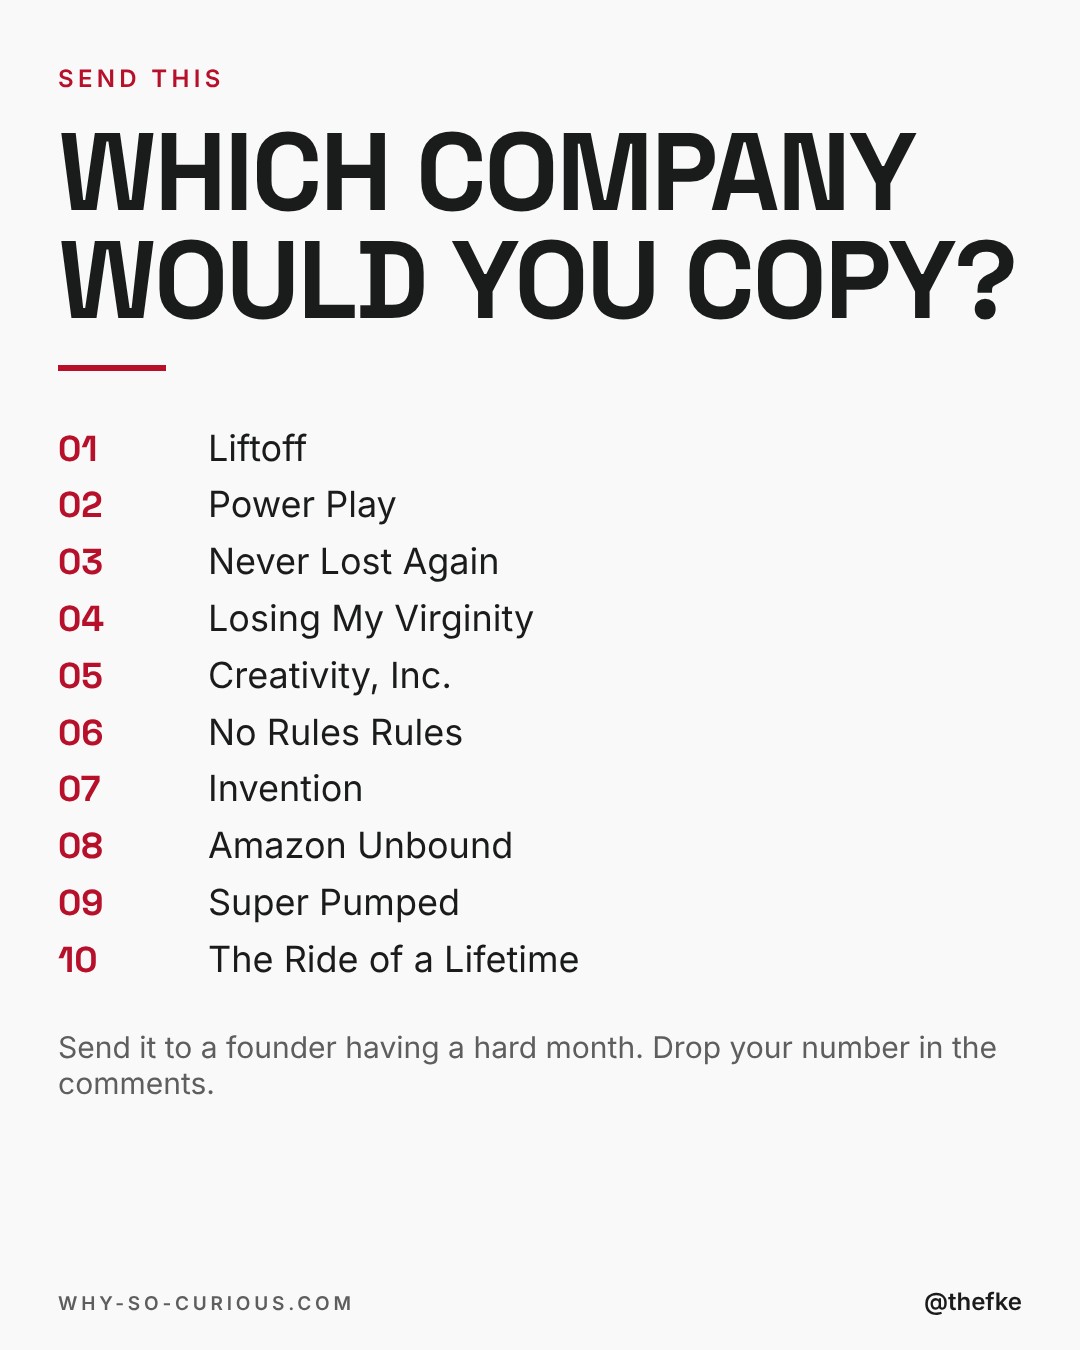 SEND THIS
WHICH COMPANY
WOULD YOU COPY?
01 Liftoff
02 Power Play
03 Never Lost Again
04 Losing My Virginity
05 Creativity, Inc.
06 No Rules Rules
07 Invention
08 Amazon Unbound
09 Super Pumped
10 The Ride of a Lifetime
Send it to a founder having a hard month. Drop your number in the
comments.
WHY-SO-CURIOUS.COM
@thefke